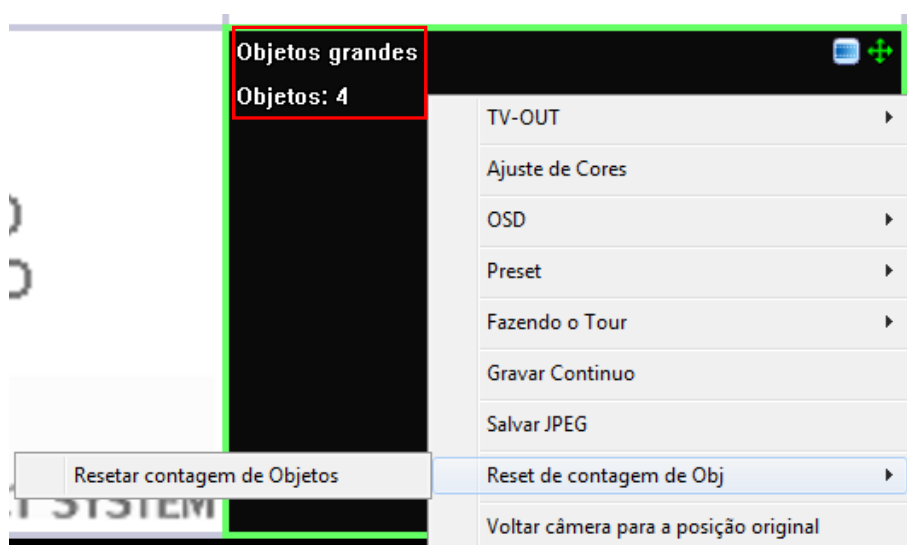 Objetos grandes
Objetos: 4
TV-OUT
Ajuste de Cores
OSD
Preset
Fazendo o Tour
Gravar Continuo
Salvar JPEG
Resetar contagem de Objetos
Reset de contagem de Obj
SYSTEM
Voltar câmera para a posição original